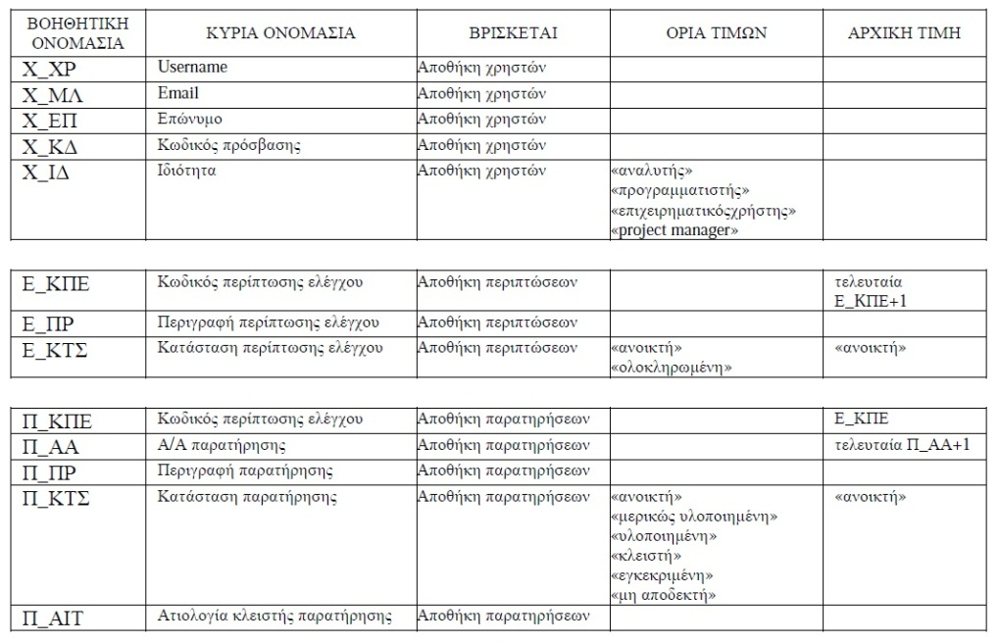 ΒΟΗΘΗΤΙΚΗ ΟΝΟΜΑΣΙΑ ΚΥΡΙΑ ΟΝΟΜΑΣΙΑ ΒΡΙΣΚΕΤΑΙ ΟΡΙΑ ΤΙΜΩΝ ΑΡΧΙΚΗ ΤΙΜΗ
Χ_ΧΡ Username Αποθήκη χρηστών
Χ_ΜΛ Email Αποθήκη χρηστών
Χ_ΕΠ Επώνυμο Αποθήκη χρηστών
Χ_ΚΔ Κωδικός πρόσβασης Αποθήκη χρηστών
Χ_ΙΔ Ιδιότητα Αποθήκη χρηστών «αναλυτής»
«προγραμματιστής»
«επιχειρηματικόςχρήστης»
«project manager»
Ε_ΚΠΕ Κωδικός περίπτωσης ελέγχου Αποθήκη περιπτώσεων τελευταία
Ε_ΚΠΕ+1
Ε_ΠΡ Περιγραφή περίπτωσης ελέγχου Αποθήκη περιπτώσεων
Ε_ΚΤΣ Κατάσταση περίπτωσης ελέγχου Αποθήκη περιπτώσεων «ανοικτή» «ανοικτή»
«ολοκληρωμένη»
Π_ΚΠΕ Κωδικός περίπτωσης ελέγχου Αποθήκη παρατηρήσεων Ε_ΚΠΕ
Π_ΑΑ Α/Α παρατήρησης Αποθήκη παρατηρήσεων τελευταία Π_ΑΑ+1
Π_ΠΡ Περιγραφή παρατήρησης Αποθήκη παρατηρήσεων
Π_ΚΤΣ Κατάσταση παρατήρησης Αποθήκη παρατηρήσεων «ανοικτή» «ανοικτή»
«μερικώς υλοποιημένη»
«υλοποιημένη»
«κλειστή»
«εγκεκριμένη»
«μη αποδεκτή»
Π_ΑΙΤ Ατιολογία κλειστής παρατήρησης Αποθήκη παρατηρήσεων